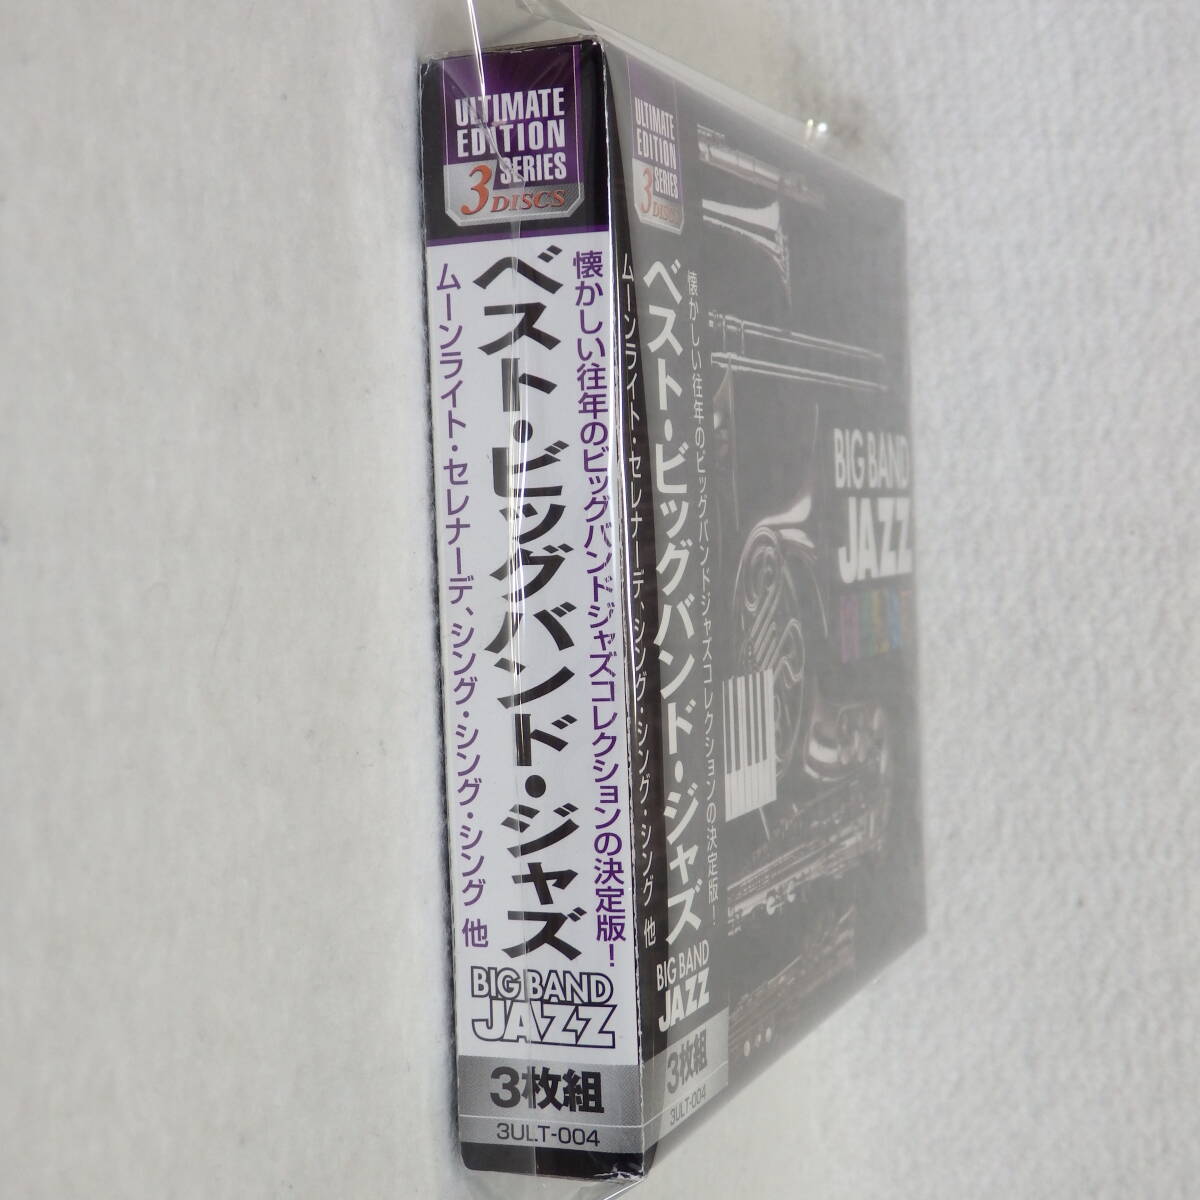 ULTIMATE
EDITION
SERIES
3 DISCS
懐かしい往年のビッグバンドジャズコレクションの決定版！
ベスト・ビッグバンド・ジャズ
ムーンライト・セレナーデ、シング・シング・シング 他
BIG BAND
JAZZ
3枚組
3ULT-004
ULTIMATE
EDITION
SERIES
3 DISCS
懐かしい往年のビッグバンドジャズコレクションの決定版！
ベスト・ビッグバンド・ジャズ
ムーンライト・セレナーデ、シング・シング・シング 他
BIG BAND
JAZZ
3枚組
3ULT-004
BIG BAND
JAZZ